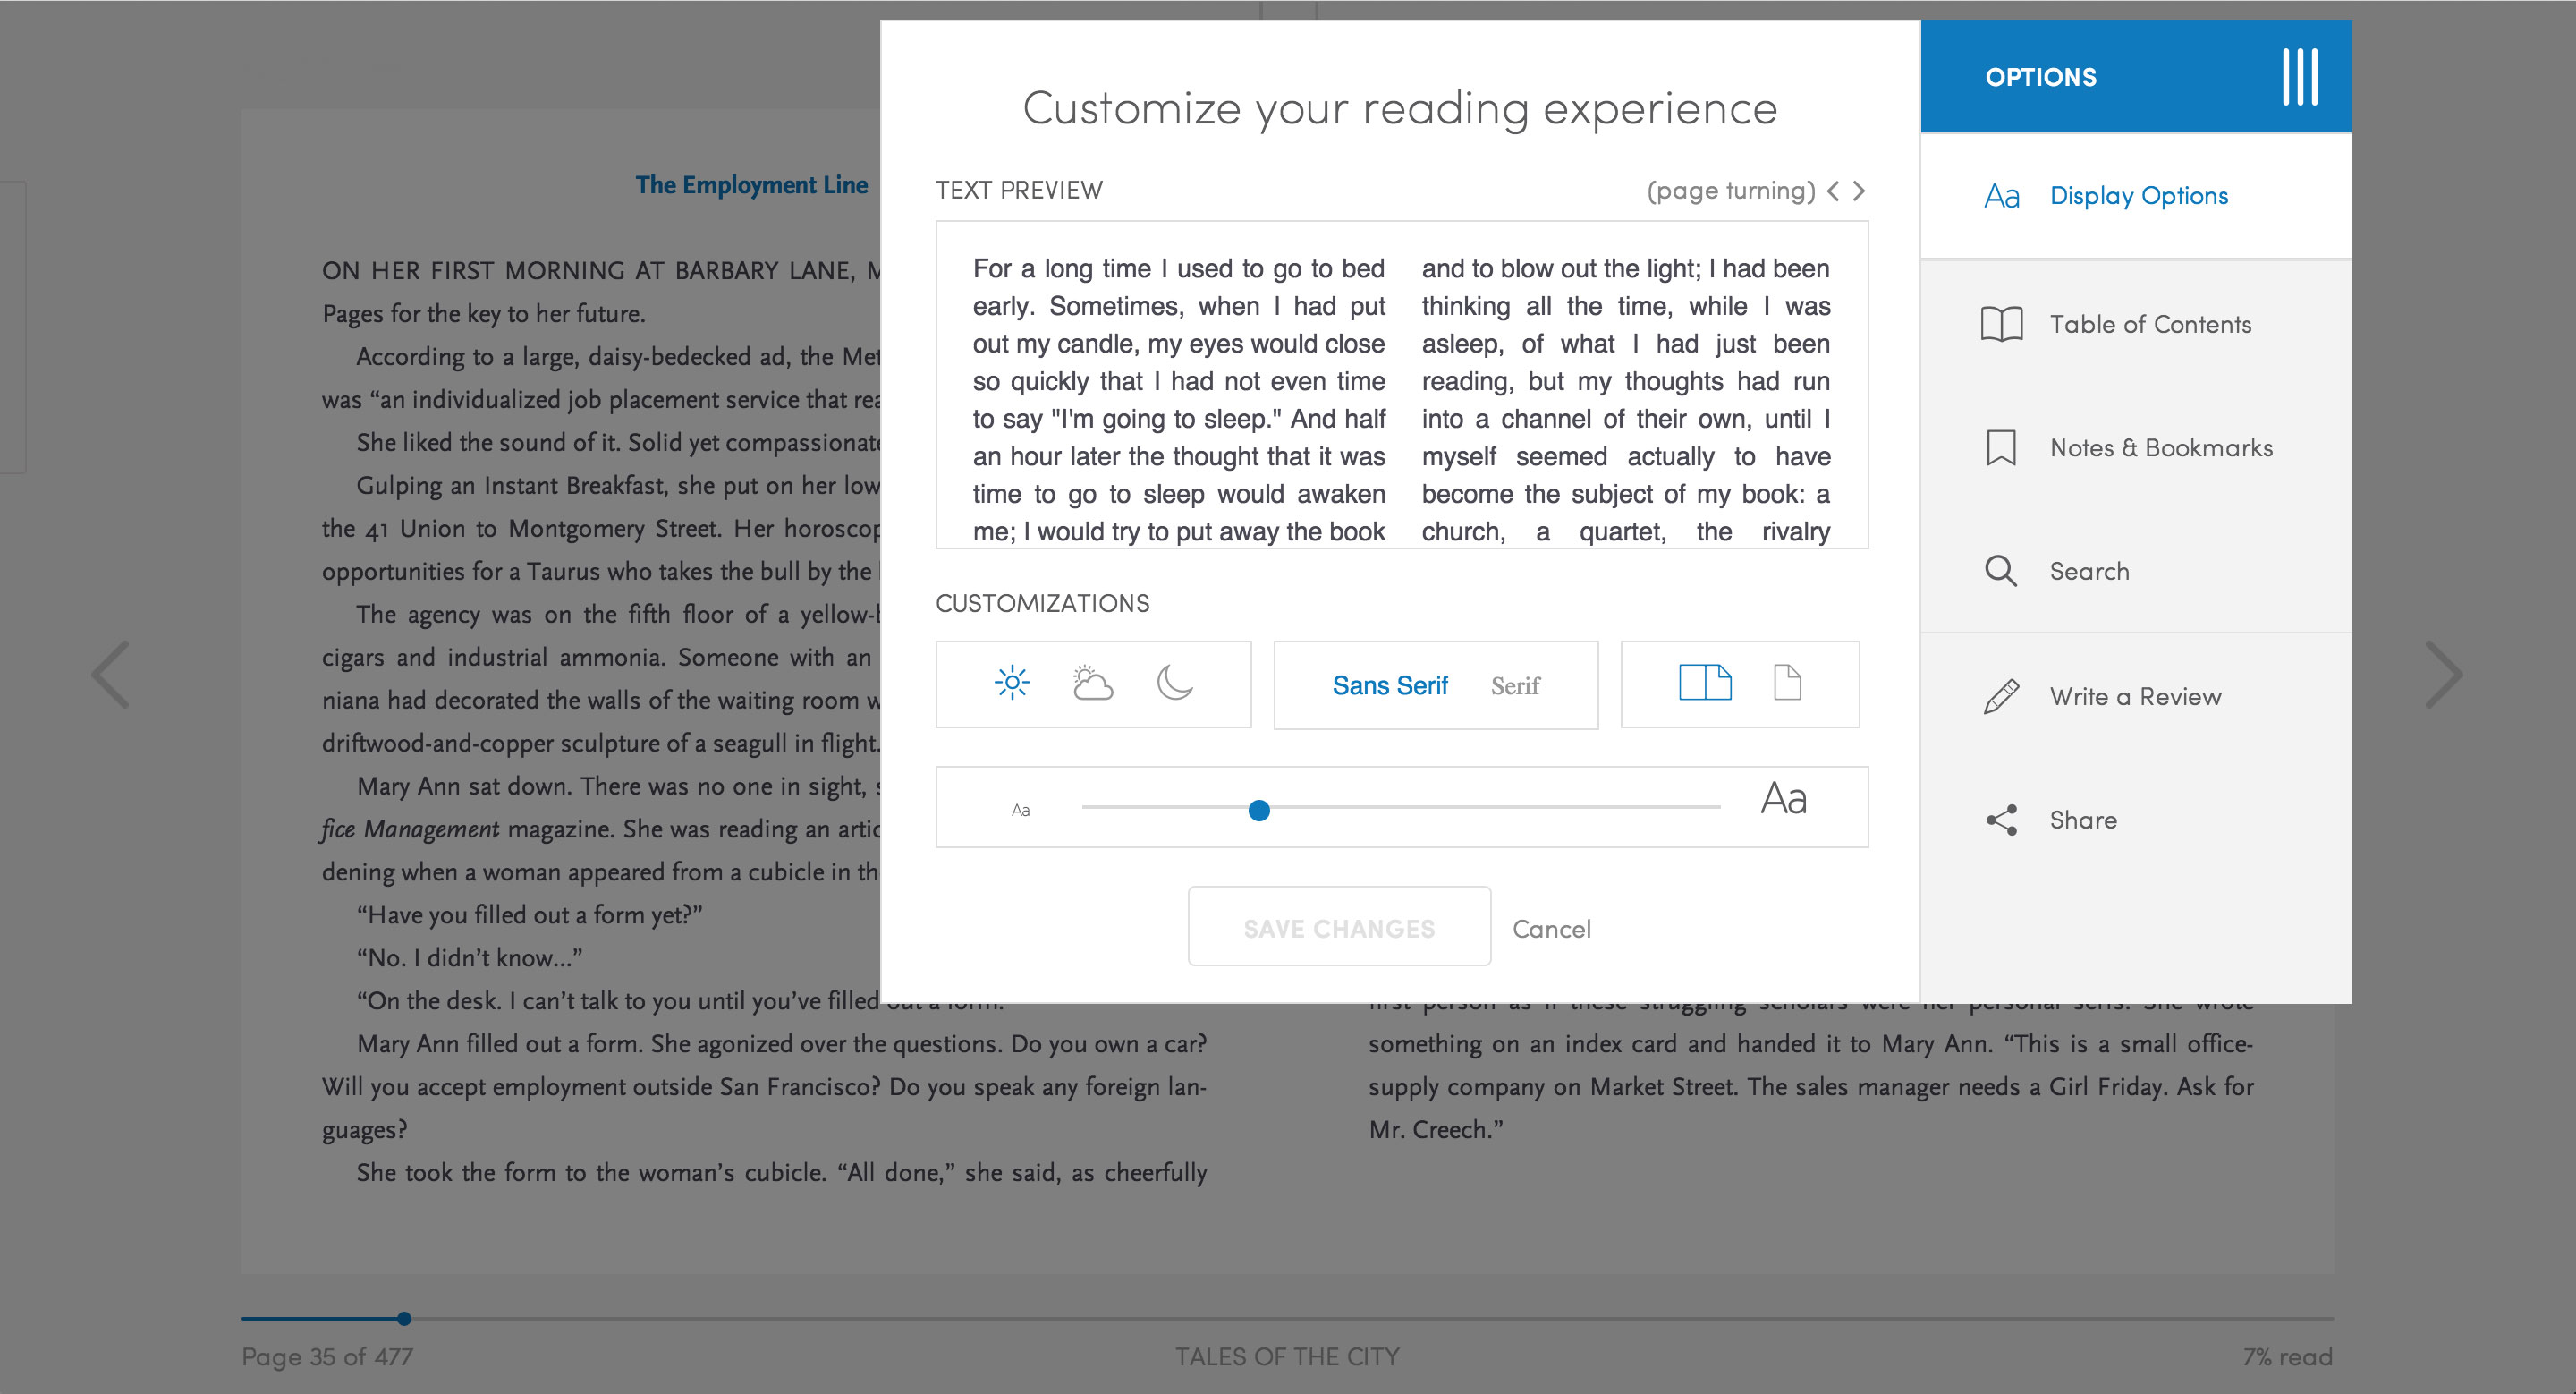 The Employment Line
ON HER FIRST MORNING AT BARBARY LANE,
Pages for the key to her future.
According to a large, daisy-bedecked ad, the
was “an individualized job placement service that
She liked the sound of it. Solid yet compassionate
Gulping an Instant Breakfast, she put on her low
the 41 Union to Montgomery Street. Her
opportunities for a Taurus who takes the bull by the
The agency was on the fifth floor of a
cigars and industrial ammonia. Someone with an
niana had decorated the walls of the waiting room
driftwood-and-copper sculpture of a seagull in flight.
Mary Ann sat down. There was no one in sight,
fice Management magazine. She was reading an
dening when a woman appeared from a cubicle in
“Have you filled out a form yet?”
“No. I didn’t know...”
“On the desk. I can’t talk to you until you’ve filled out a form.
Mary Ann filled out a form. She agonized over the questions. Do you own a car?
Will you accept employment outside San Francisco? Do you speak any foreign lan-
guages?
She took the form to the woman’s cubicle. “All done,” she said, as cheerfully
first person as if these struggling scholars were her personal serfs. She wrote
something on an index card and handed it to Mary Ann. “This is a small office-
supply company on Market Street. The sales manager needs a Girl Friday. Ask for
Mr. Creech.”
Customize your reading experience
TEXT PREVIEW
(page turning) < >
For a long time I used to go to bed
early. Sometimes, when I had put
out my candle, my eyes would close
so quickly that I had not even time
to say "I'm going to sleep." And half
an hour later the thought that it was
time to go to sleep would awaken
me; I would try to put away the book
and to blow out the light; I had been
thinking all the time, while I was
asleep, of what I had just been
reading, but my thoughts had run
into a channel of their own, until I
myself seemed actually to have
become the subject of my book: a
church, a quartet, the rivalry
CUSTOMIZATIONS
Sans Serif Serif
Aa Aa
SAVE CHANGES Cancel
OPTIONS
Aa Display Options
Table of Contents
Notes & Bookmarks
Search
Write a Review
Share
Page 35 of 477
TALES OF THE CITY
7% read